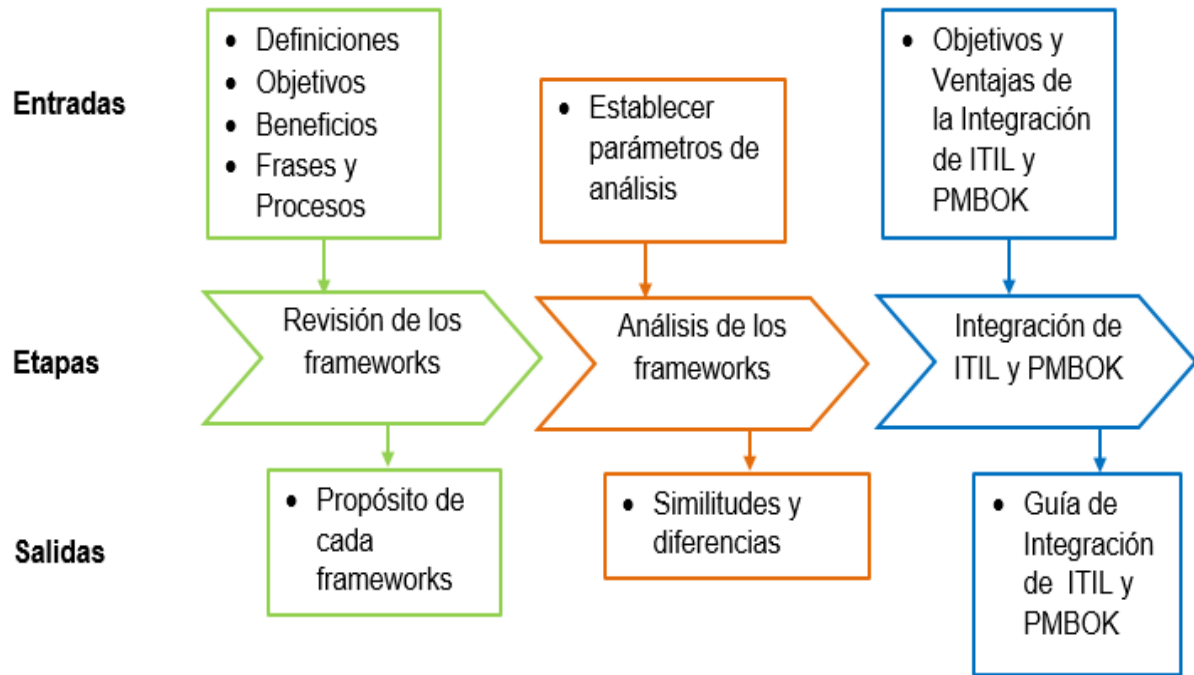 Entradas
• Definiciones
• Objetivos
• Beneficios
• Frases y
Procesos
• Establecer
parámetros de
análisis
• Objetivos y
Ventajas de
la Integración
de ITIL y
PMBOK
Etapas
Revisión de los
frameworks
Análisis de los
frameworks
Integración de
ITIL y PMBOK
Salidas
• Propósito de
cada
frameworks
• Similitudes y
diferencias
• Guía de
Integración
de ITIL y
PMBOK